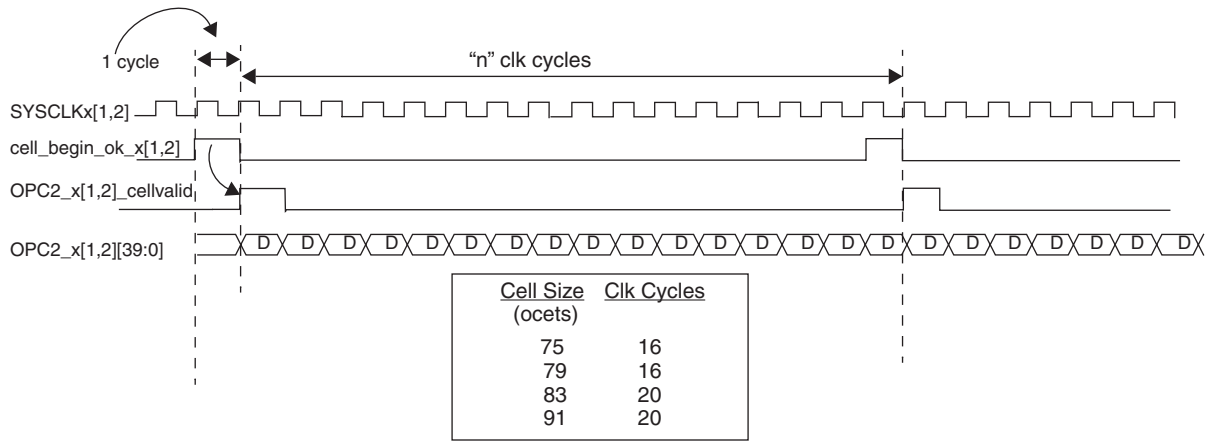 1 cycle
“n” clk cycles
SYSCLKx[1,2]
cell_begin_ok_x[1,2]
OPC2_x[1,2]_cellvalid
OPC2_x[1,2][39:0] D D D D D D D D D D D D D D D D D D D D D D D
Cell Size Clk Cycles
(ocets)
75 16
79 16
83 20
91 20